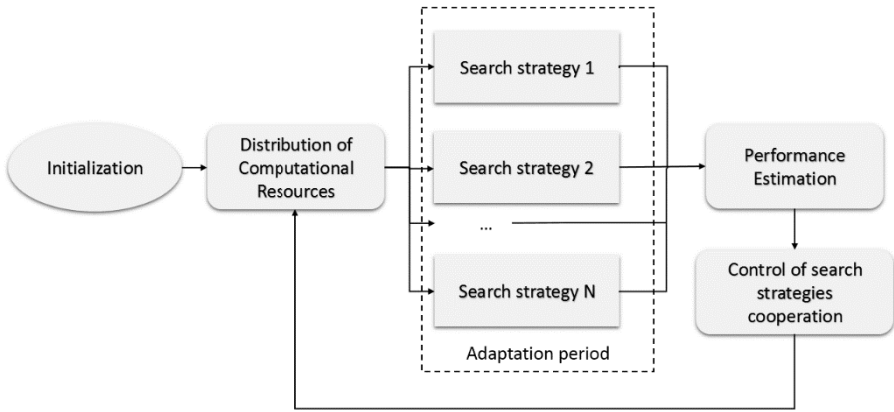 Initialization
Distribution of
Computational
Resources
Search strategy 1
Search strategy 2
...
Search strategy N
Adaptation period
Performance
Estimation
Control of search
strategies
cooperation